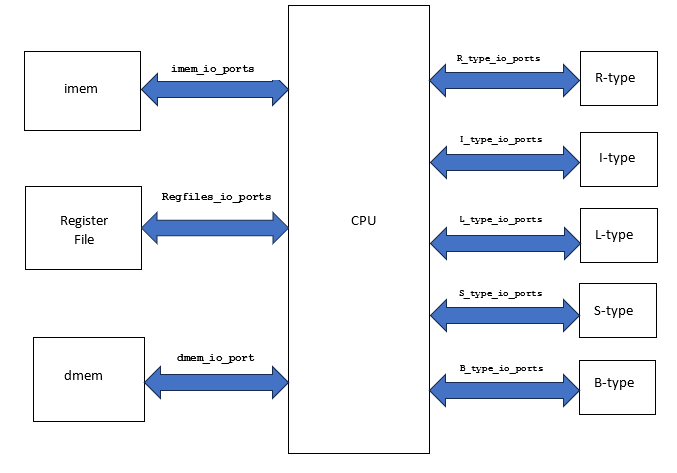 imem
imem_io_ports
Register
File
Regfiles_io_ports
dmem
dmem_io_port
CPU
R_type_io_ports
R-type
I_type_io_ports
I-type
L_type_io_ports
L-type
S_type_io_ports
S-type
B_type_io_ports
B-type